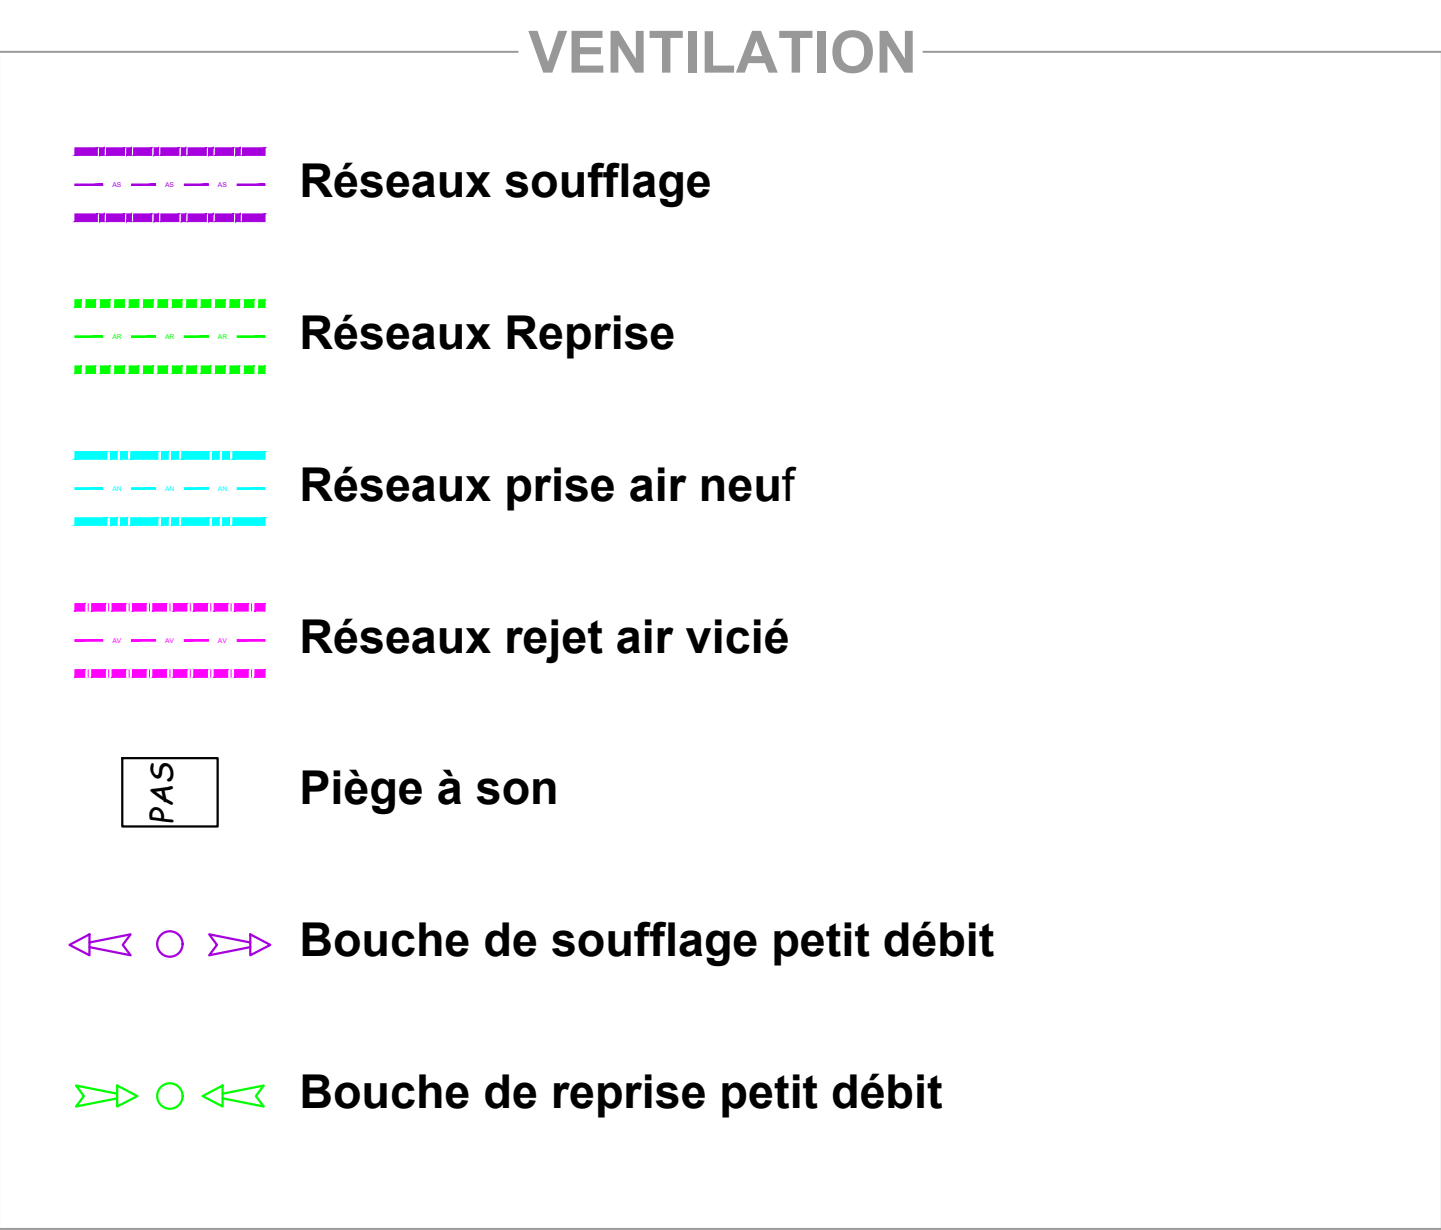 VENTILATION
AS AS AS Réseaux soufflage
AR AR AR Réseaux Reprise
AN AN AN Réseaux prise air neuf
AV AV AV Réseaux rejet air vicié
PAS Piège à son
Bouche de soufflage petit débit
Bouche de reprise petit débit